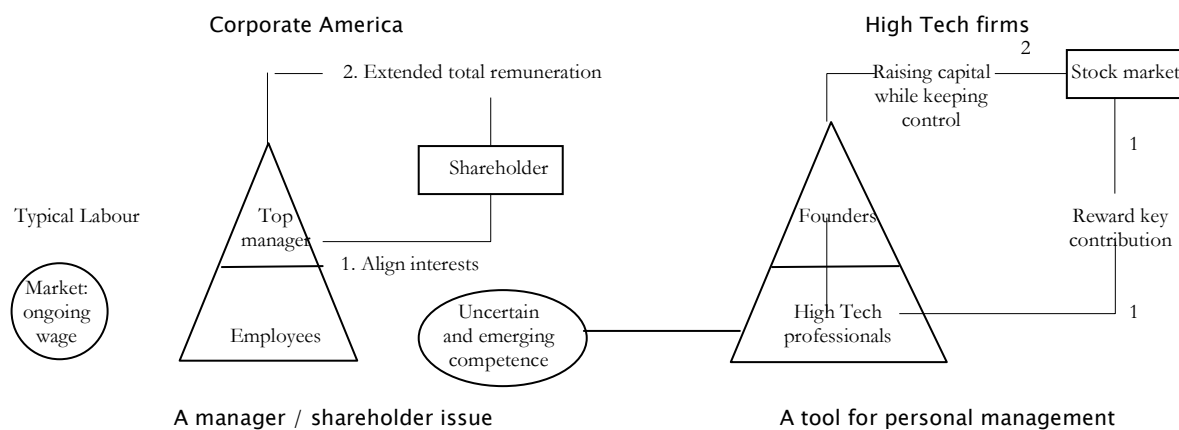 Corporate America
2. Extended total remuneration
Shareholder
Typical Labour
Top
manager
1. Align interests
Market:
ongoing
wage
Employees
A manager / shareholder issue
High Tech firms
2
Raising capital
while keeping
control
Stock market
1
Founders
Reward key
contribution
Uncertain
and emerging
competence
High Tech
professionals
1
A tool for personal management